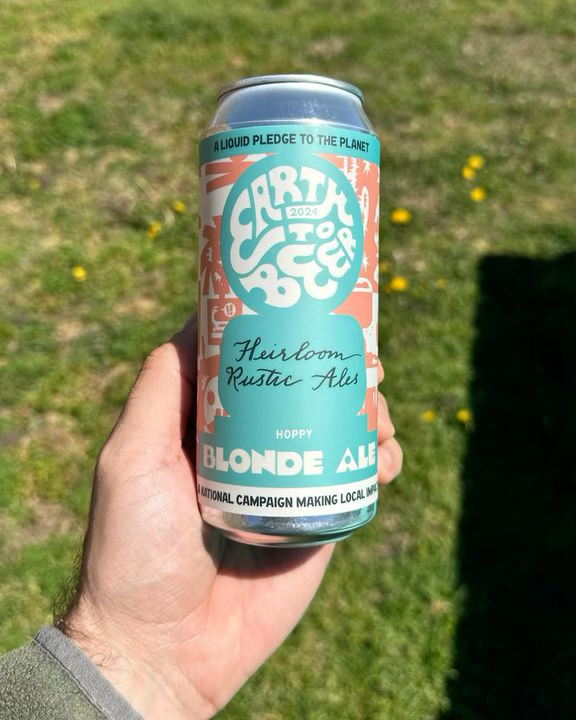 A LIQUID PLEDGE TO THE PLANET
EARTH
2024
TO
BEER
Heirloom
Rustic Ales
HOPPY
BLONDE ALE
A NATIONAL CAMPAIGN MAKING LOCAL